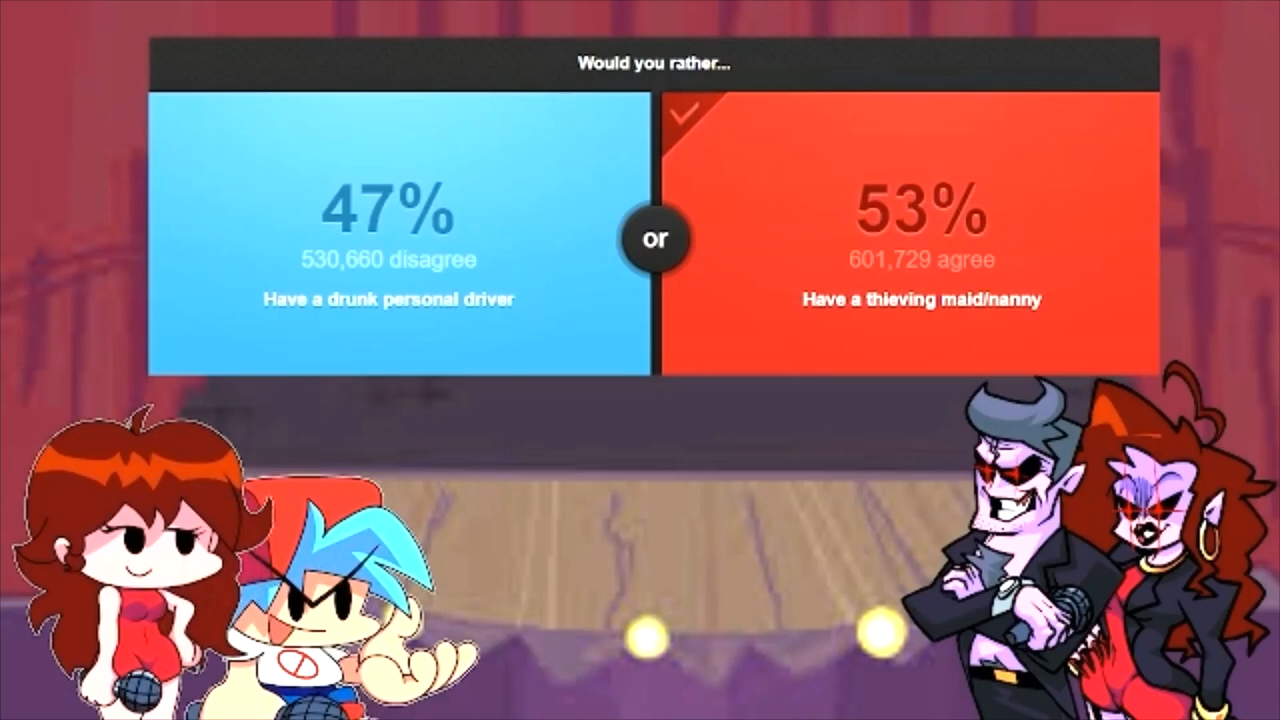 Would you rather...
47%
530,660 disagree
Have a drunk personal driver
or
53%
601,729 agree
Have a thieving maid/nanny